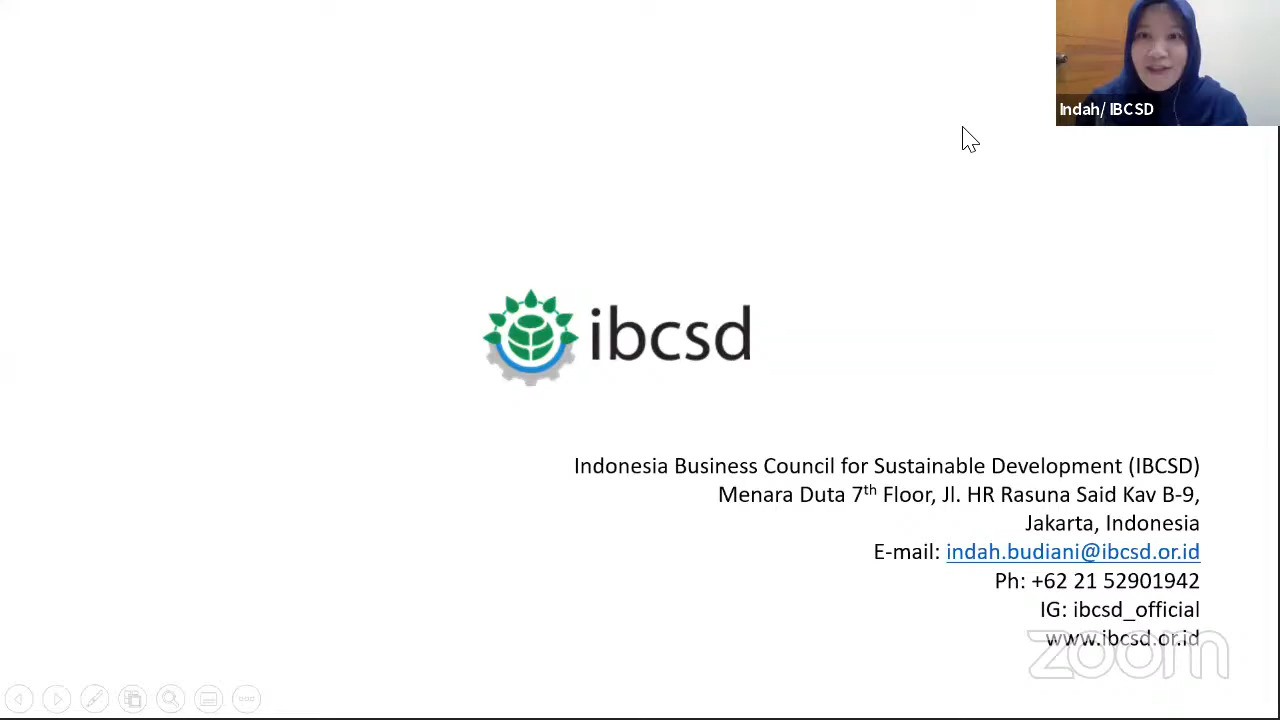 Indah/ IBCSD
ibcsd
Indonesia Business Council for Sustainable Development (IBCSD)
Menara Duta 7th Floor, Jl. HR Rasuna Said Kav B-9,
Jakarta, Indonesia
E-mail: indah.budiani@ibcsd.or.id
Ph: +62 21 52901942
IG: ibcsd_official
www.ibcsd.or.id
zoom